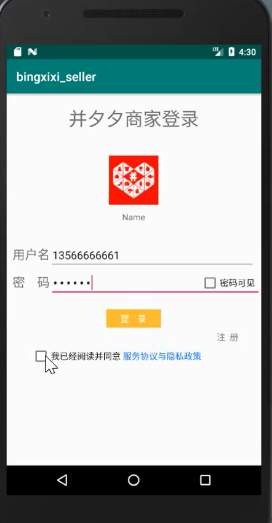 4:30
bingxixi_seller
并夕夕商家登录
Name
用户名 13566666661
密 码 •••••• 密码可见
登 录
注 册
我已经阅读并同意 服务协议与隐私政策